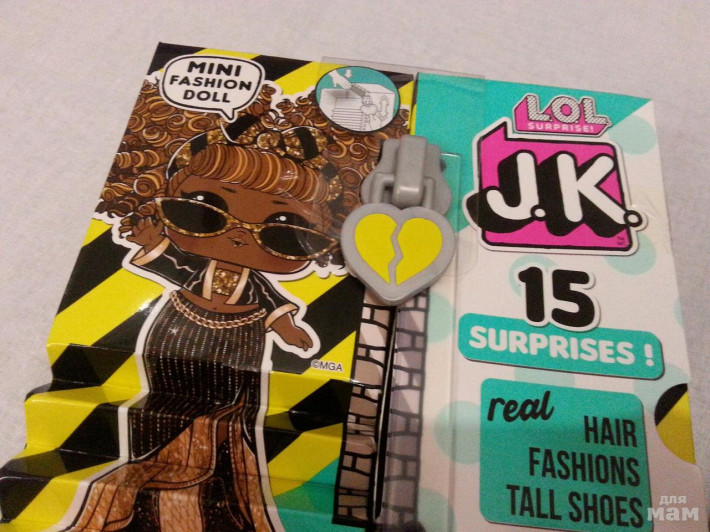 MINI
FASHION
DOLL
©MGA
L.O.L
SURPRISE!
J.K.
15
SURPRISES!
real
HAIR
FASHIONS
TALL SHOES
для
мам